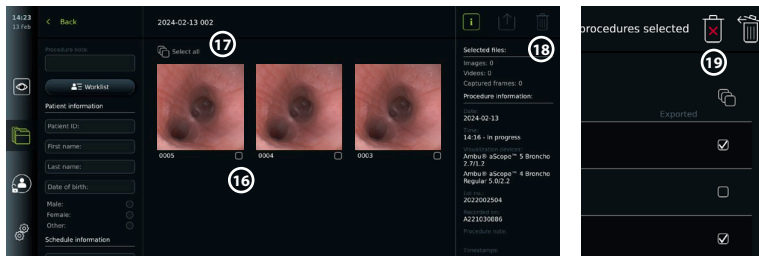 14:23
13 Feb
Back
Procedure note:
Worklist
Patient information
Patient ID:
First name:
Last name:
Date of birth:
Male:
Female:
Other:
Schedule information
2024-02-13 002
Select all
17
0005
0004
0003
16
i
18
Selected files:
Images: 0
Videos: 0
Captured frames: 0
Procedure information:
Date:
2024-02-13
Time:
14:16 - In progress
Visualization devices:
Ambu® aScope™ 5 Broncho
2.7/1.2
Ambu® aScope™ 4 Broncho
Regular 5.0/2.2
Lot no.:
2022002504
Recorded on:
A221030886
Procedure note:
Timestamps:
procedures selected
19
Exported